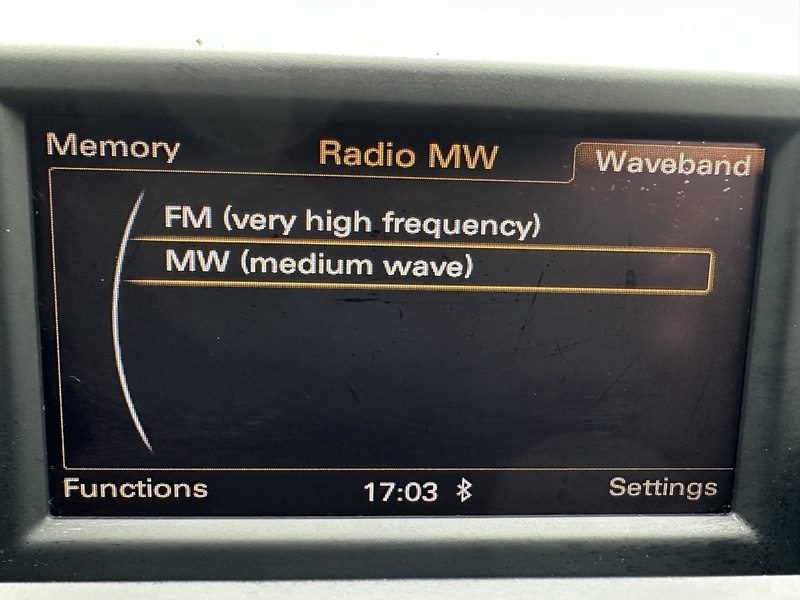 Memory Radio MW Waveband
FM (very high frequency)
MW (medium wave)
Functions 17:03 Settings